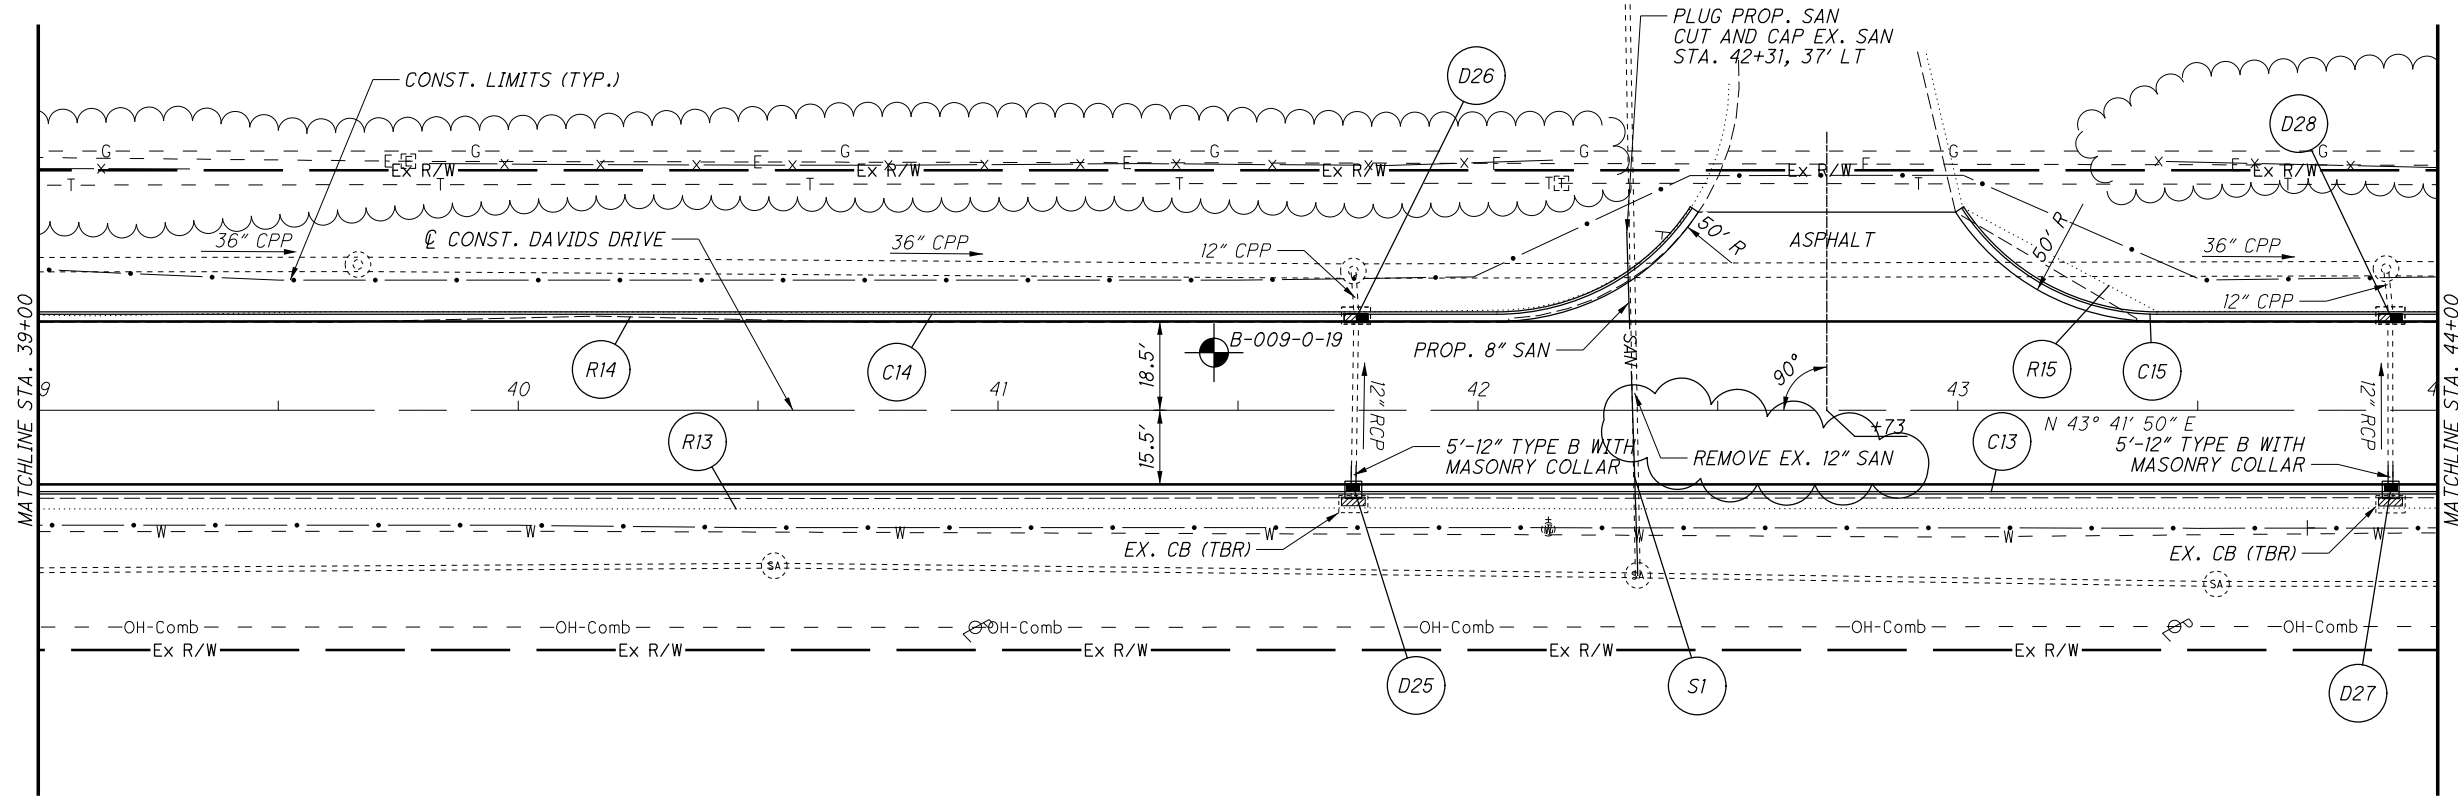 PLUG PROP. SAN
CUT AND CAP EX. SAN
STA. 42+31, 37' LT
CONST. LIMITS (TYP.)
D26
D28
G
G
G
G
G
G
G
E
E
X
X
X
X
X
X
X
X
X
X
X
X
X
X
E
E
E
E
E
Ex R/W
Ex R/W
Ex R/W
Ex R/W
Ex R/W
T
T
T
T
T
T
T
36" CPP
℄ CONST. DAVIDS DRIVE
36" CPP
12" CPP
50' R
ASPHALT
50' R
36" CPP
12" CPP
MATCHLINE STA. 39+00
MATCHLINE STA. 44+00
R14
C14
18.5'
B-009-0-19
PROP. 8" SAN
SAN
90°
R15
C15
9
40
41
42
43
4
12" RCP
12" RCP
+73
N 43° 41' 50" E
R13
15.5'
5'-12" TYPE B WITH
MASONRY COLLAR
REMOVE EX. 12" SAN
C13
5'-12" TYPE B WITH
MASONRY COLLAR
W
W
W
W
W
W
W
W
EX. CB (TBR)
EX. CB (TBR)
SA
SA
SA
OH-Comb
OH-Comb
OH-Comb
OH-Comb
OH-Comb
OH-Comb
Ex R/W
Ex R/W
Ex R/W
Ex R/W
Ex R/W
D25
S1
D27